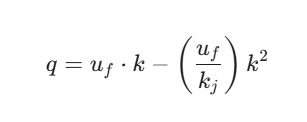 q = u_f · k − (u_f / k_j) k²